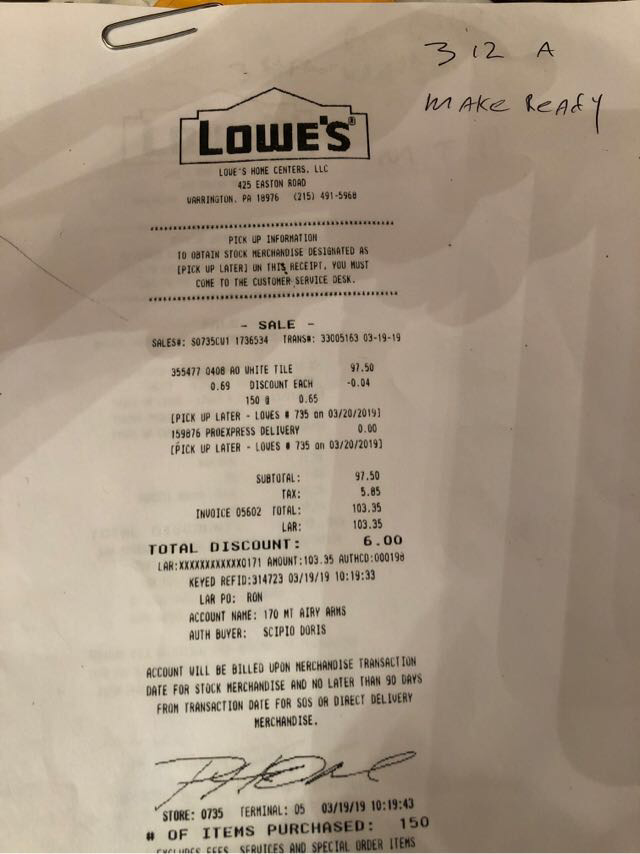 312 A
MAKE ReAdy
LOWE'S®
LOWE'S HOME CENTERS, LLC
425 EASTON ROAD
WARRINGTON, PA 18976 (215) 491-5968
PICK UP INFORMATION
TO OBTAIN STOCK MERCHANDISE DESIGNATED AS
[PICK UP LATER] ON THIS RECEIPT, YOU MUST
COME TO THE CUSTOMER SERVICE DESK.
- SALE -
SALES#: S0735CW1 1736534 TRANS#: 33005163 03-19-19
355477 0408 AO WHITE TILE 97.50
0.69 DISCOUNT EACH -0.04
150 @ 0.65
[PICK UP LATER - LOWES # 735 on 03/20/2019]
159876 PROEXPRESS DELIVERY 0.00
[PICK UP LATER - LOWES # 735 on 03/20/2019]
SUBTOTAL: 97.50
TAX: 5.85
INVOICE 05602 TOTAL: 103.35
LAR: 103.35
TOTAL DISCOUNT: 6.00
LAR:XXXXXXXXXXXX0171 AMOUNT:103.35 AUTHCD:000198
KEYED REFID:314723 03/19/19 10:19:33
LAR PO: RON
ACCOUNT NAME: 170 MT AIRY ARMS
AUTH BUYER: SCIPIO DORIS
ACCOUNT WILL BE BILLED UPON MERCHANDISE TRANSACTION
DATE FOR STOCK MERCHANDISE AND NO LATER THAN 90 DAYS
FROM TRANSACTION DATE FOR SOS OR DIRECT DELIVERY
MERCHANDISE.
STORE: 0735 TERMINAL: 05 03/19/19 10:19:43
# OF ITEMS PURCHASED: 150
EXCLUDES FEES, SERVICES AND SPECIAL ORDER ITEMS